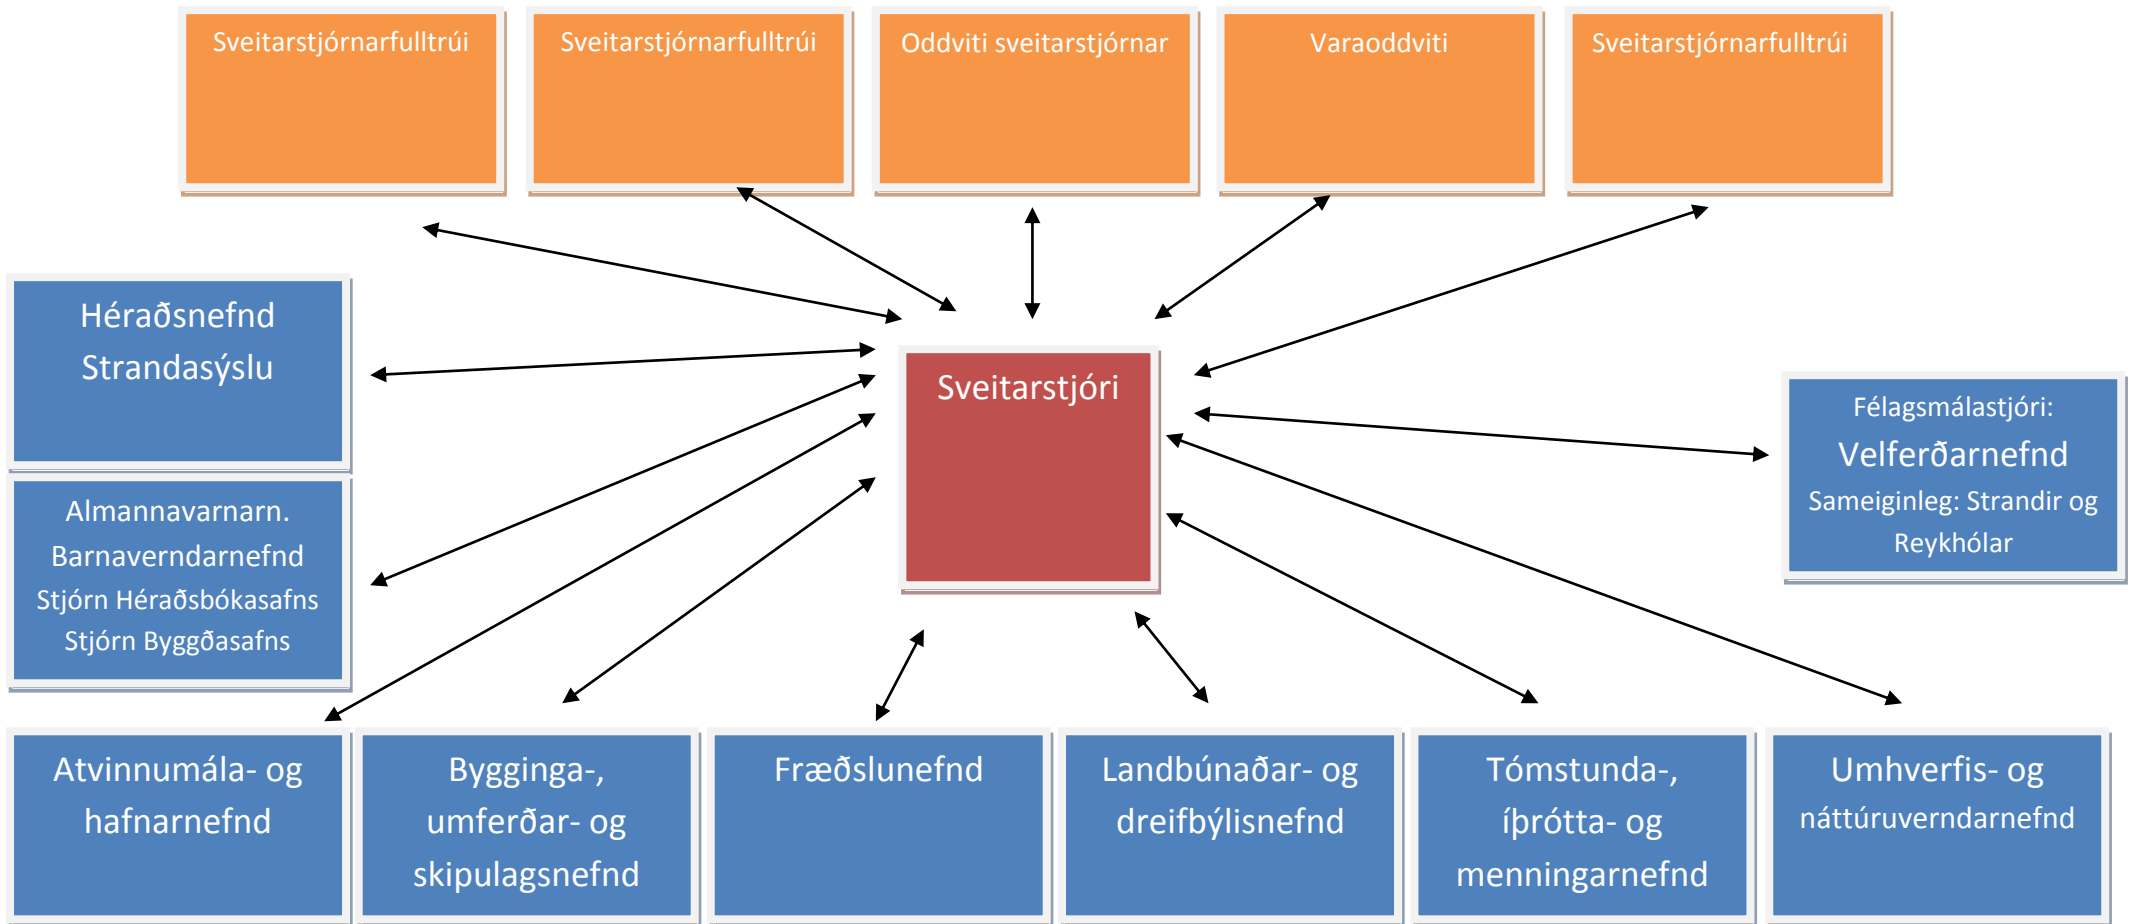 Sveitarstjórnarfulltrúi
Sveitarstjórnarfulltrúi
Oddviti sveitarstjórnar
Varaoddviti
Sveitarstjórnarfulltrúi
Héraðsnefnd
Strandasýslu
Sveitarstjóri
Félagsmálastjóri:
Velferðarnefnd
Sameiginleg: Strandir og
Reykhólar
Almannavarnarn.
Barnaverndarnefnd
Stjórn Héraðsbókasafns
Stjórn Byggðasafns
Atvinnumála- og
hafnarnefnd
Bygginga-,
umferðar- og
skipulagsnefnd
Fræðslunefnd
Landbúnaðar- og
dreifbýlisnefnd
Tómstunda-,
íþrótta- og
menningarnefnd
Umhverfis- og
náttúruverndarnefnd